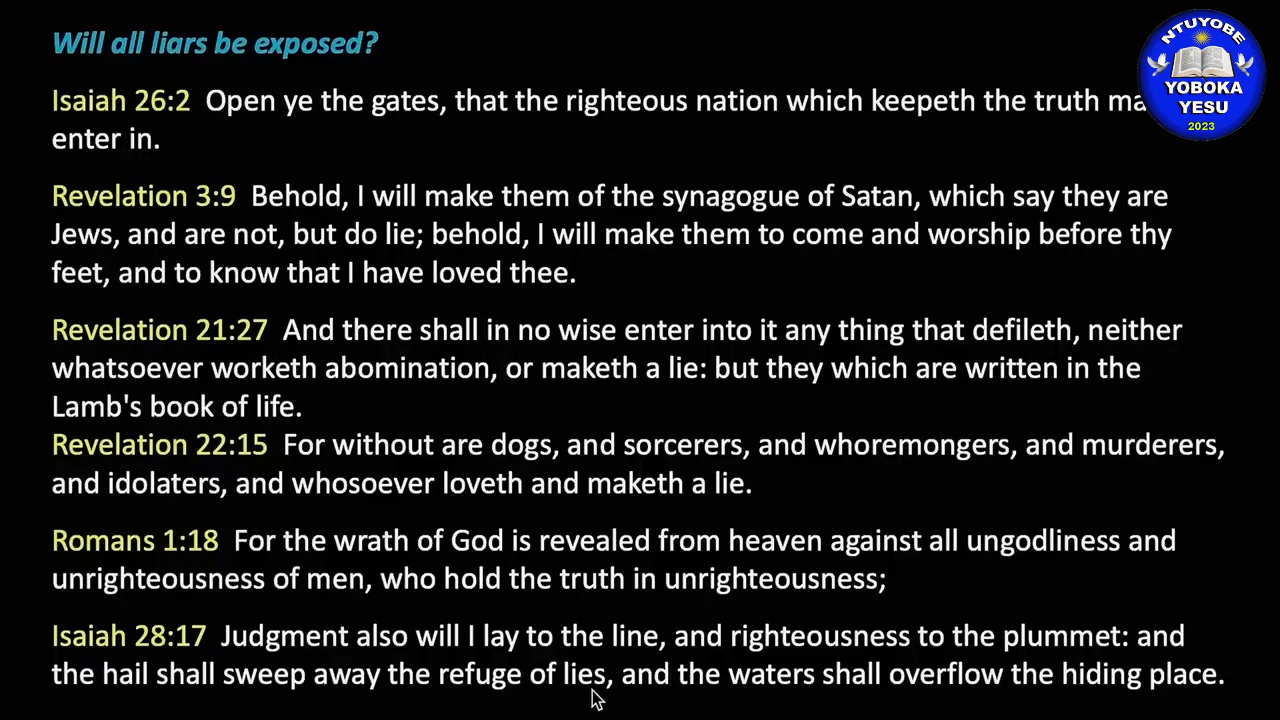 Will all liars be exposed?
Isaiah 26:2 Open ye the gates, that the righteous nation which keepeth the truth ma
enter in.
Revelation 3:9 Behold, I will make them of the synagogue of Satan, which say they are
Jews, and are not, but do lie; behold, I will make them to come and worship before thy
feet, and to know that I have loved thee.
Revelation 21:27 And there shall in no wise enter into it any thing that defileth, neither
whatsoever worketh abomination, or maketh a lie: but they which are written in the
Lamb's book of life.
Revelation 22:15 For without are dogs, and sorcerers, and whoremongers, and murderers,
and idolaters, and whosoever loveth and maketh a lie.
Romans 1:18 For the wrath of God is revealed from heaven against all ungodliness and
unrighteousness of men, who hold the truth in unrighteousness;
Isaiah 28:17 Judgment also will I lay to the line, and righteousness to the plummet: and
the hail shall sweep away the refuge of lies, and the waters shall overflow the hiding place.
NTUYOBE
YOBOKA
YESU
2023